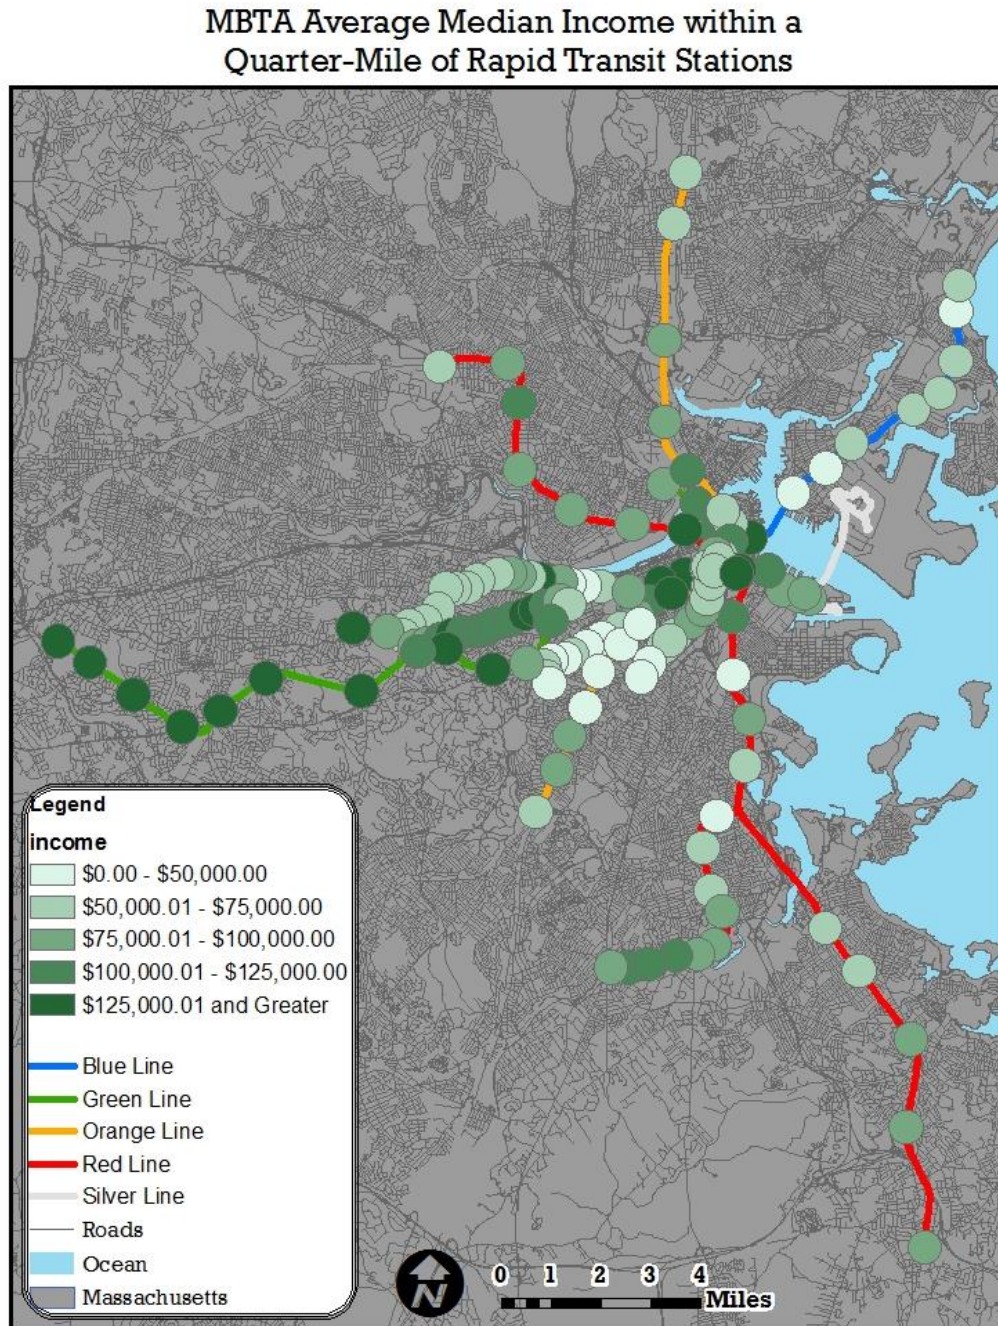 MBTA Average Median Income within a
Quarter-Mile of Rapid Transit Stations
Legend
income
$0.00 - $50,000.00
$50,000.01 - $75,000.00
$75,000.01 - $100,000.00
$100,000.01 - $125,000.00
$125,000.01 and Greater
Blue Line
Green Line
Orange Line
Red Line
Silver Line
Roads
Ocean
Massachusetts
N
0 1 2 3 4
Miles